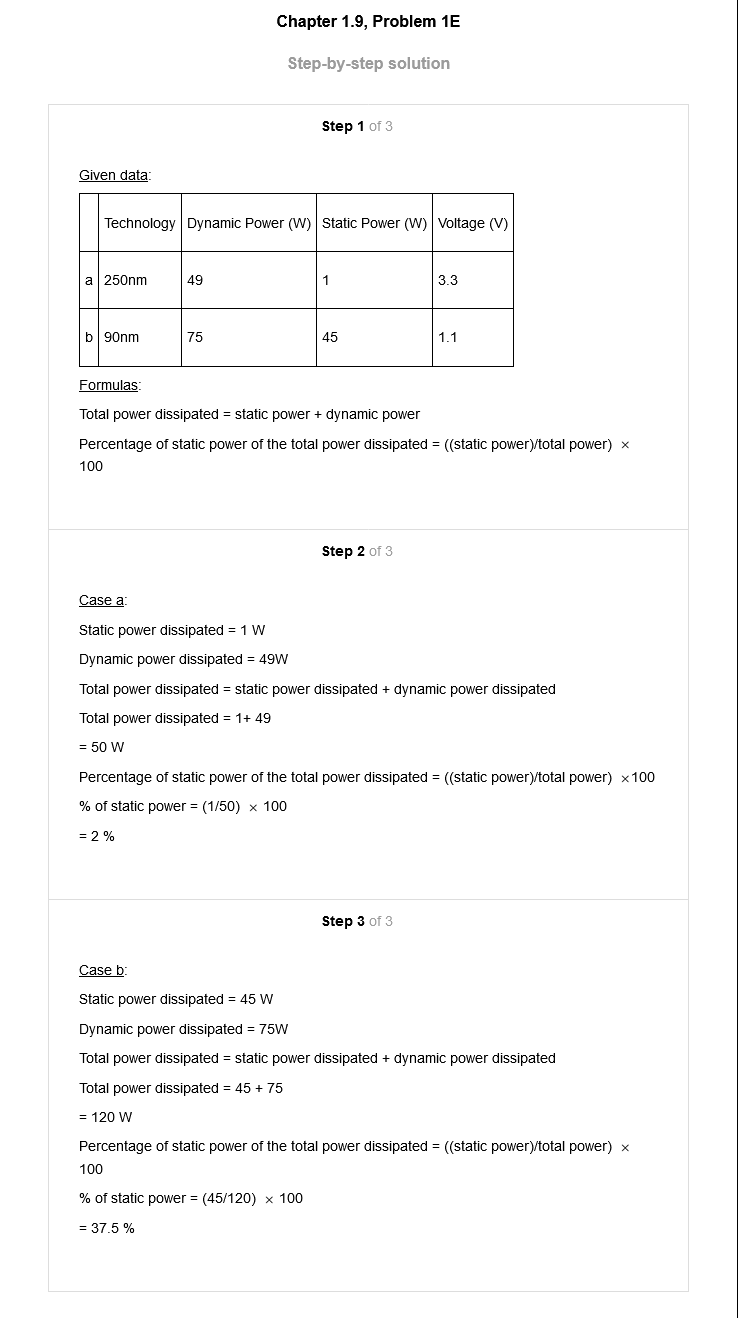 Chapter 1.9, Problem 1E
Step-by-step solution
Step 1 of 3
Given data:
Technology Dynamic Power (W) Static Power (W) Voltage (V)
a 250nm 49 1 3.3
b 90nm 75 45 1.1
Formulas:
Total power dissipated = static power + dynamic power
Percentage of static power of the total power dissipated = ((static power)/total power) ×
100
Step 2 of 3
Case a:
Static power dissipated = 1 W
Dynamic power dissipated = 49W
Total power dissipated = static power dissipated + dynamic power dissipated
Total power dissipated = 1+ 49
= 50 W
Percentage of static power of the total power dissipated = ((static power)/total power) ×100
% of static power = (1/50) × 100
= 2 %
Step 3 of 3
Case b:
Static power dissipated = 45 W
Dynamic power dissipated = 75W
Total power dissipated = static power dissipated + dynamic power dissipated
Total power dissipated = 45 + 75
= 120 W
Percentage of static power of the total power dissipated = ((static power)/total power) ×
100
% of static power = (45/120) × 100
= 37.5 %